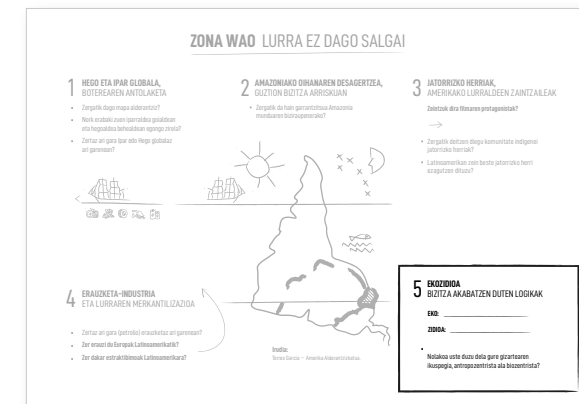 ZONA WAO LURRA EZ DAGO SALGAI
1 HEGO ETA IPAR GLOBALA,
BOTEREAREN ANTOLAKETA
• Zergatik dago mapa alderantziz?
• Nork erabaki zuen iparraldea goialdean
eta hegoaldea behealdean egongo zirela?
• Zertaz ari gara Ipar edo Hego globalaz
ari garenean?
2 AMAZONIAKO OIHANAREN DESAGERTZEA,
GUZTION BIZITZA ARRISKUAN
• Zergatik du hain garrantzitsua Amazonia
munduaren biziraupenerako?
3 JATORRIZKO HERRIAK,
AMERIKAKO LURRALDEEN ZAINTZAILEAK
Zeintzuk dira filmaren protagonistak?
• Zergatik deitzen diegu komunitate indigenei
jatorrizko herriak?
• Latinoamerikan zein beste jatorrizko herri
ezagutzen dituzu?
4 ERAUZKETA-INDUSTRIA
ETA LURRAREN MERKANTILIZAZIOA
• Zertaz ari gara (petrolio) erauzketaz ari garenean?
• Zer erauzi du Europak Latinoamerikatik?
• Zer dakar estraktibismoak Latinoamerikara?
Irudia:
Torres García – Amerika Alderantzizkatua.
5 EKOZIDIOA
BIZITZA AKABATZEN DUTEN LOGIKAK
EKO:
ZIDIOA:
•
Nolakoa uste duzu dela gure gizartearen
ikuspegia, antropozentrista ala biozentrista?